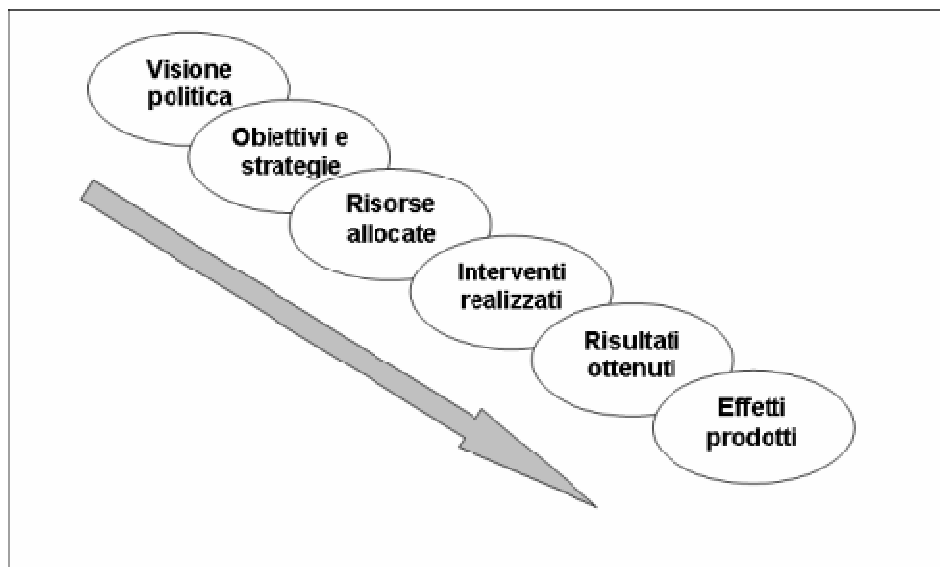 Visione
politica
Obiettivi e
strategie
Risorse
allocate
Interventi
realizzati
Risultati
ottenuti
Effetti
prodotti